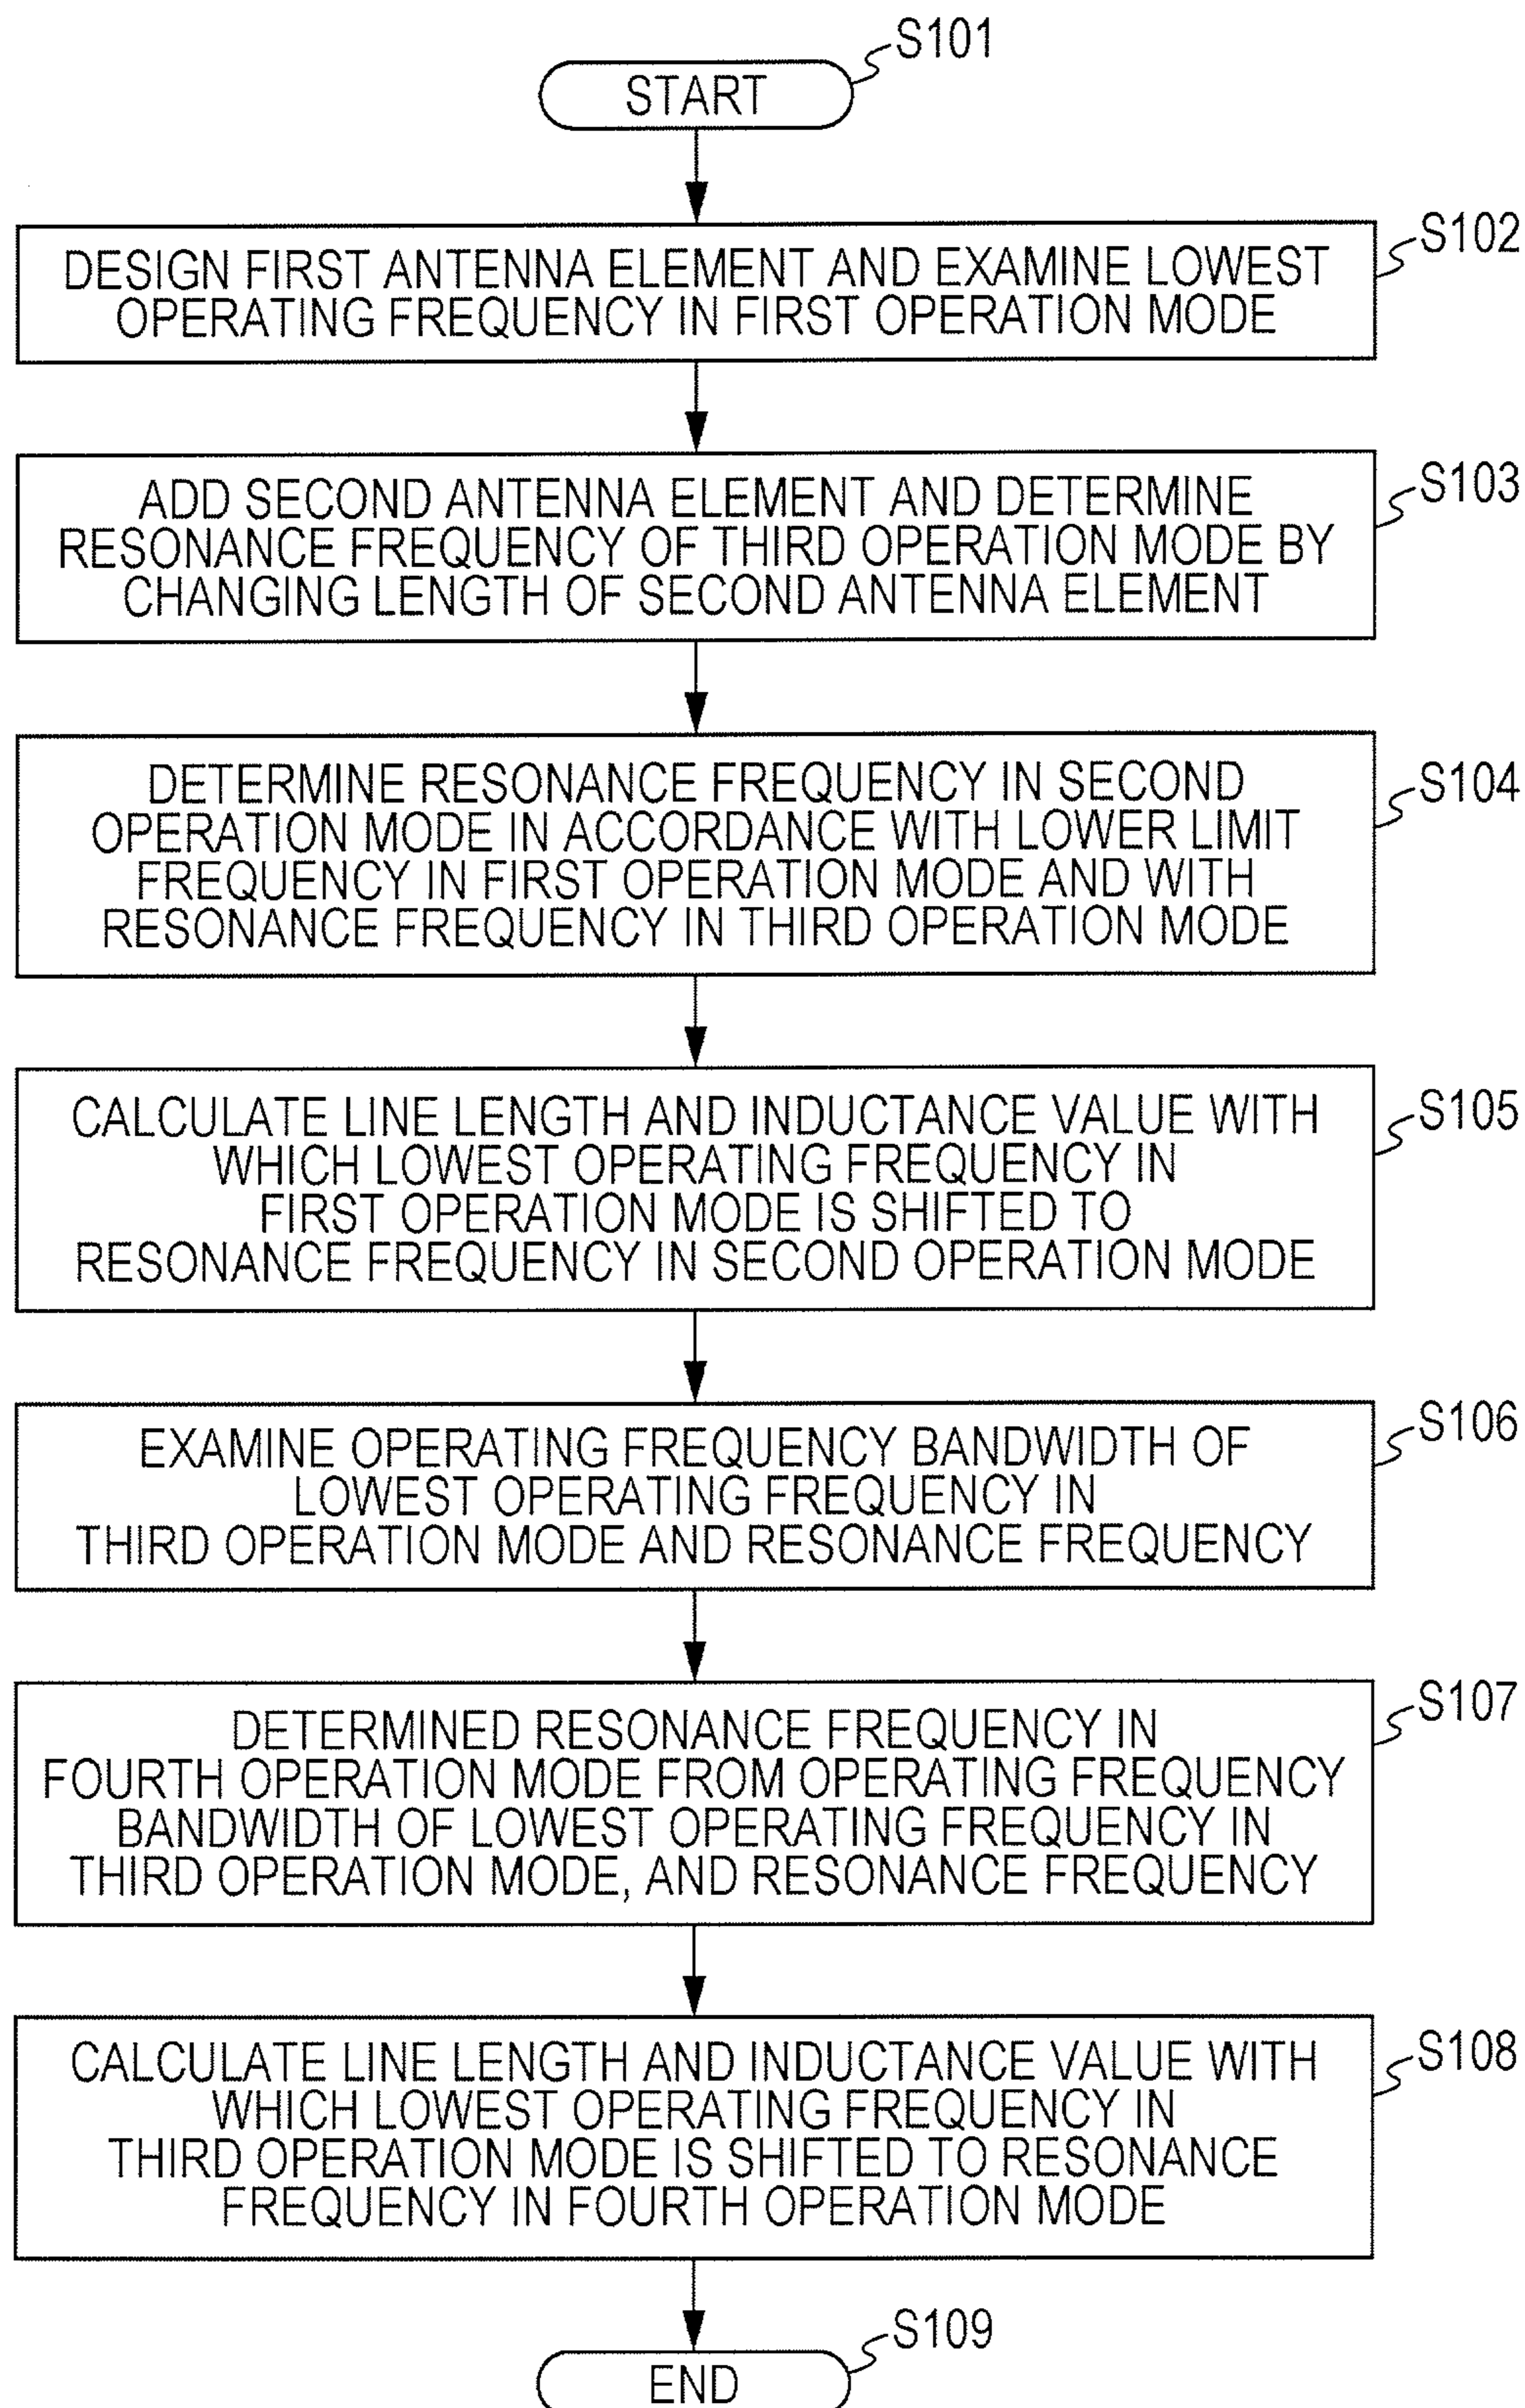 S101
START
S102
DESIGN FIRST ANTENNA ELEMENT AND EXAMINE LOWEST
OPERATING FREQUENCY IN FIRST OPERATION MODE
S103
ADD SECOND ANTENNA ELEMENT AND DETERMINE
RESONANCE FREQUENCY OF THIRD OPERATION MODE BY
CHANGING LENGTH OF SECOND ANTENNA ELEMENT
S104
DETERMINE RESONANCE FREQUENCY IN SECOND
OPERATION MODE IN ACCORDANCE WITH LOWER LIMIT
FREQUENCY IN FIRST OPERATION MODE AND WITH
RESONANCE FREQUENCY IN THIRD OPERATION MODE
S105
CALCULATE LINE LENGTH AND INDUCTANCE VALUE WITH
WHICH LOWEST OPERATING FREQUENCY IN
FIRST OPERATION MODE IS SHIFTED TO
RESONANCE FREQUENCY IN SECOND OPERATION MODE
S106
EXAMINE OPERATING FREQUENCY BANDWIDTH OF
LOWEST OPERATING FREQUENCY IN
THIRD OPERATION MODE AND RESONANCE FREQUENCY
S107
DETERMINED RESONANCE FREQUENCY IN
FOURTH OPERATION MODE FROM OPERATING FREQUENCY
BANDWIDTH OF LOWEST OPERATING FREQUENCY IN
THIRD OPERATION MODE, AND RESONANCE FREQUENCY
S108
CALCULATE LINE LENGTH AND INDUCTANCE VALUE WITH
WHICH LOWEST OPERATING FREQUENCY IN
THIRD OPERATION MODE IS SHIFTED TO RESONANCE
FREQUENCY IN FOURTH OPERATION MODE
S109
END